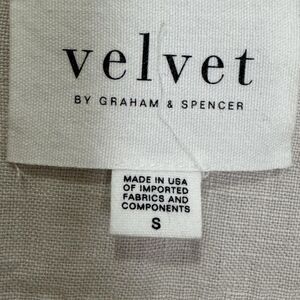 velvet
BY GRAHAM & SPENCER
MADE IN USA
OF IMPORTED
FABRICS AND
COMPONENTS
S